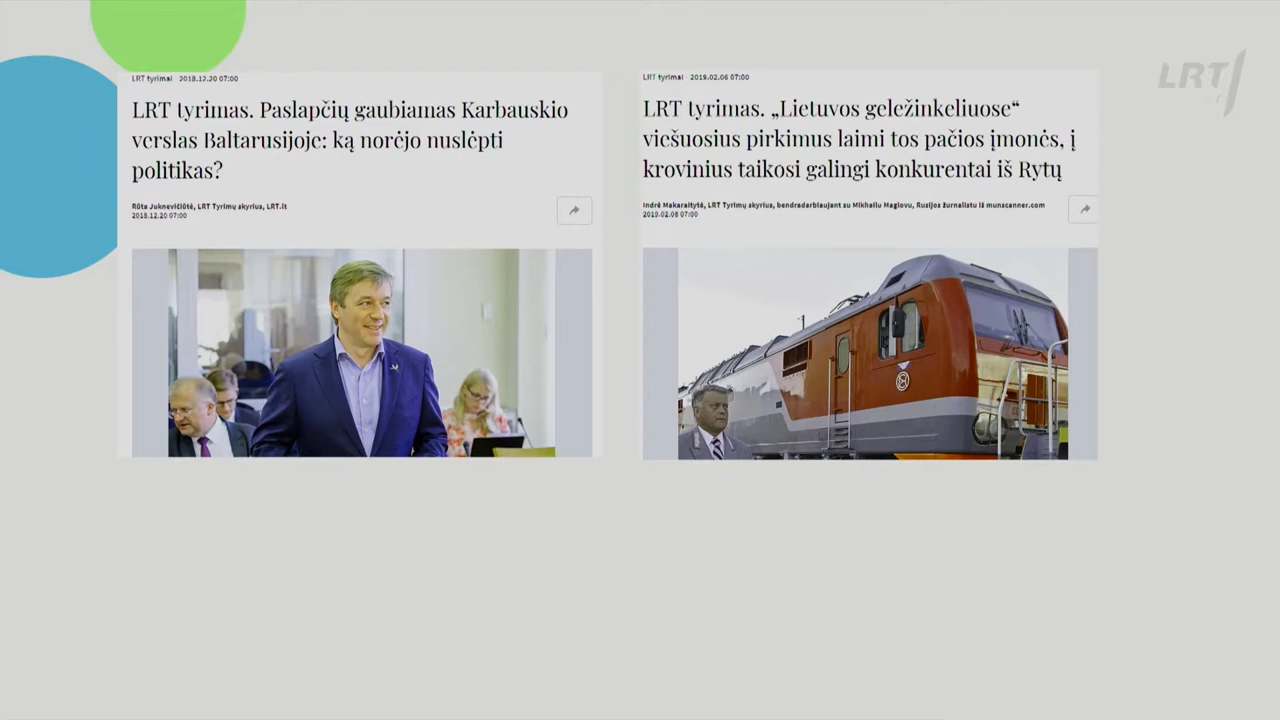 LRT tyrimai 2018.12.20 07:00
LRT tyrimas. Paslapčių gaubiamas Karbauskio
verslas Baltarusijoje: ką norėjo nuslėpti
politikas?
Rūta Juknevičiūtė, LRT Tyrimų skyrius, LRT.lt
2018.12.20 07:00
LRT tyrimai 2019.02.06 07:00
LRT tyrimas. „Lietuvos geležinkeliuose“
viešuosius pirkimus laimi tos pačios įmonės, į
krovinius taikosi galingi konkurentai iš Rytų
Indrė Makaraitytė, LRT Tyrimų skyrius, bendradarbiaujant su Mikhailu Maglovu, Rusijos žurnalistu iš munscanner.com
2019.02.06 07:00
LRT